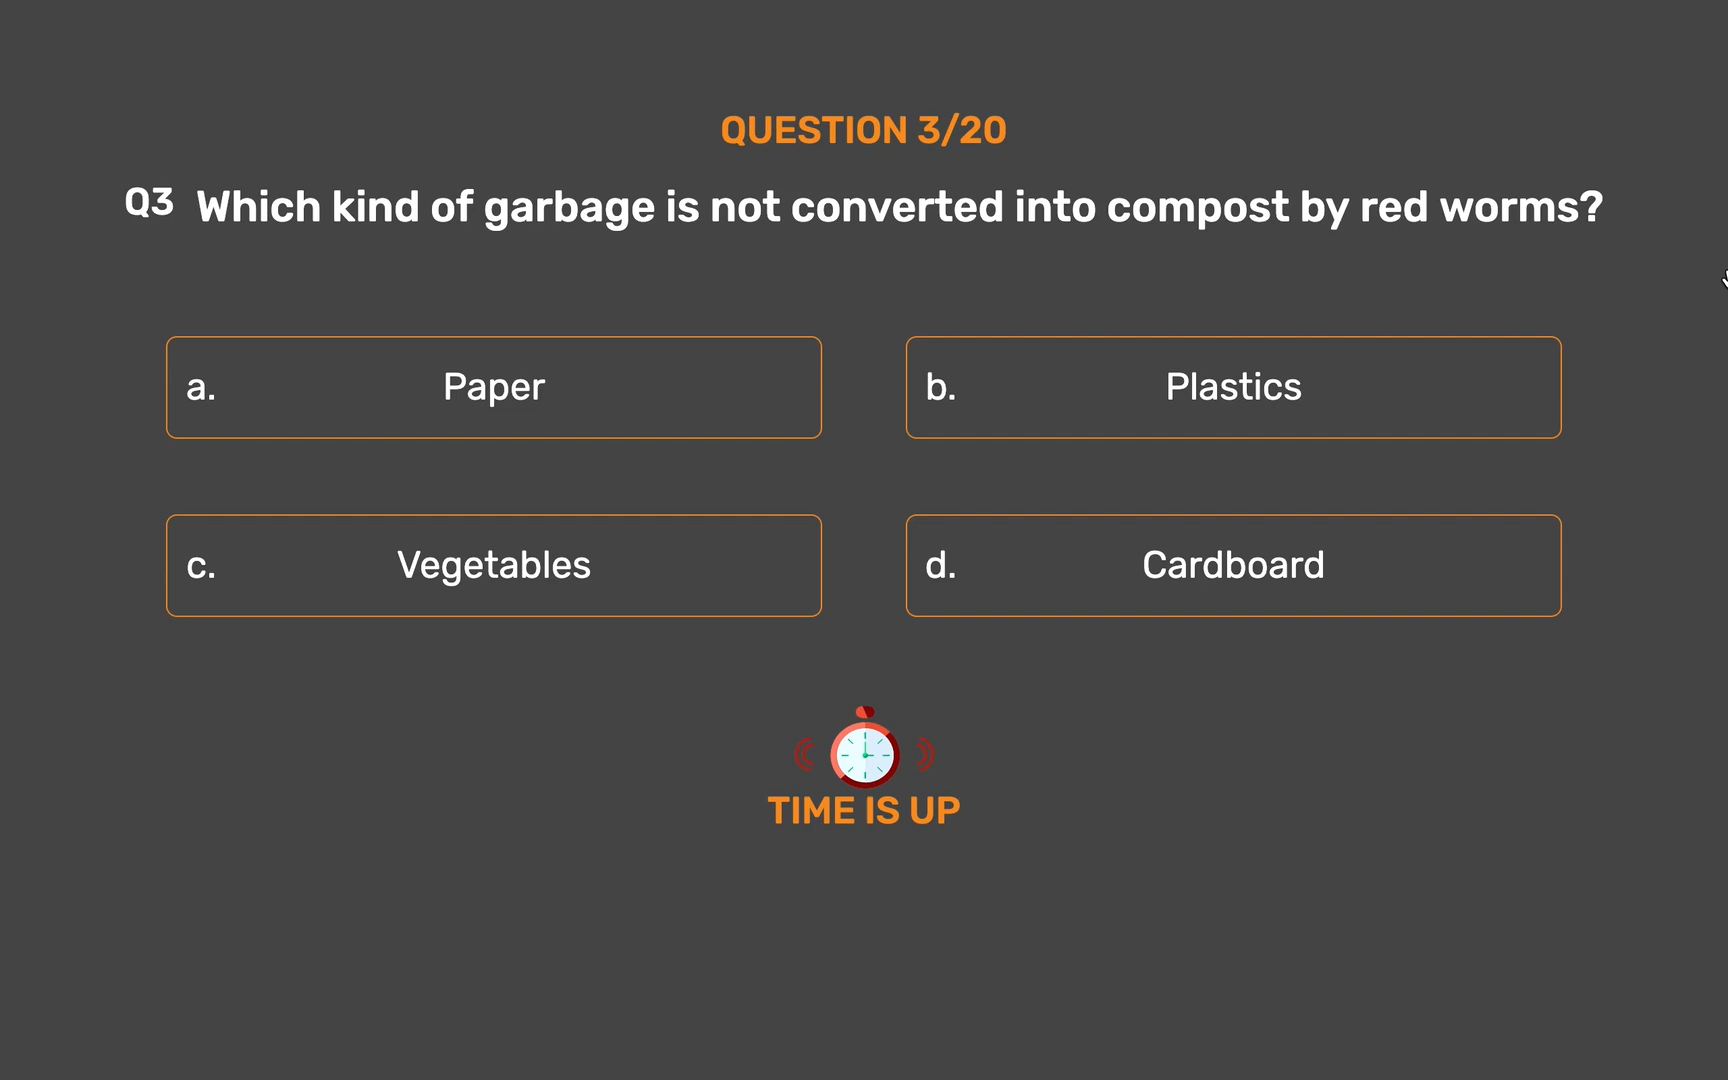 QUESTION 3/20
Q3 Which kind of garbage is not converted into compost by red worms?
a. Paper
b. Plastics
c. Vegetables
d. Cardboard
TIME IS UP